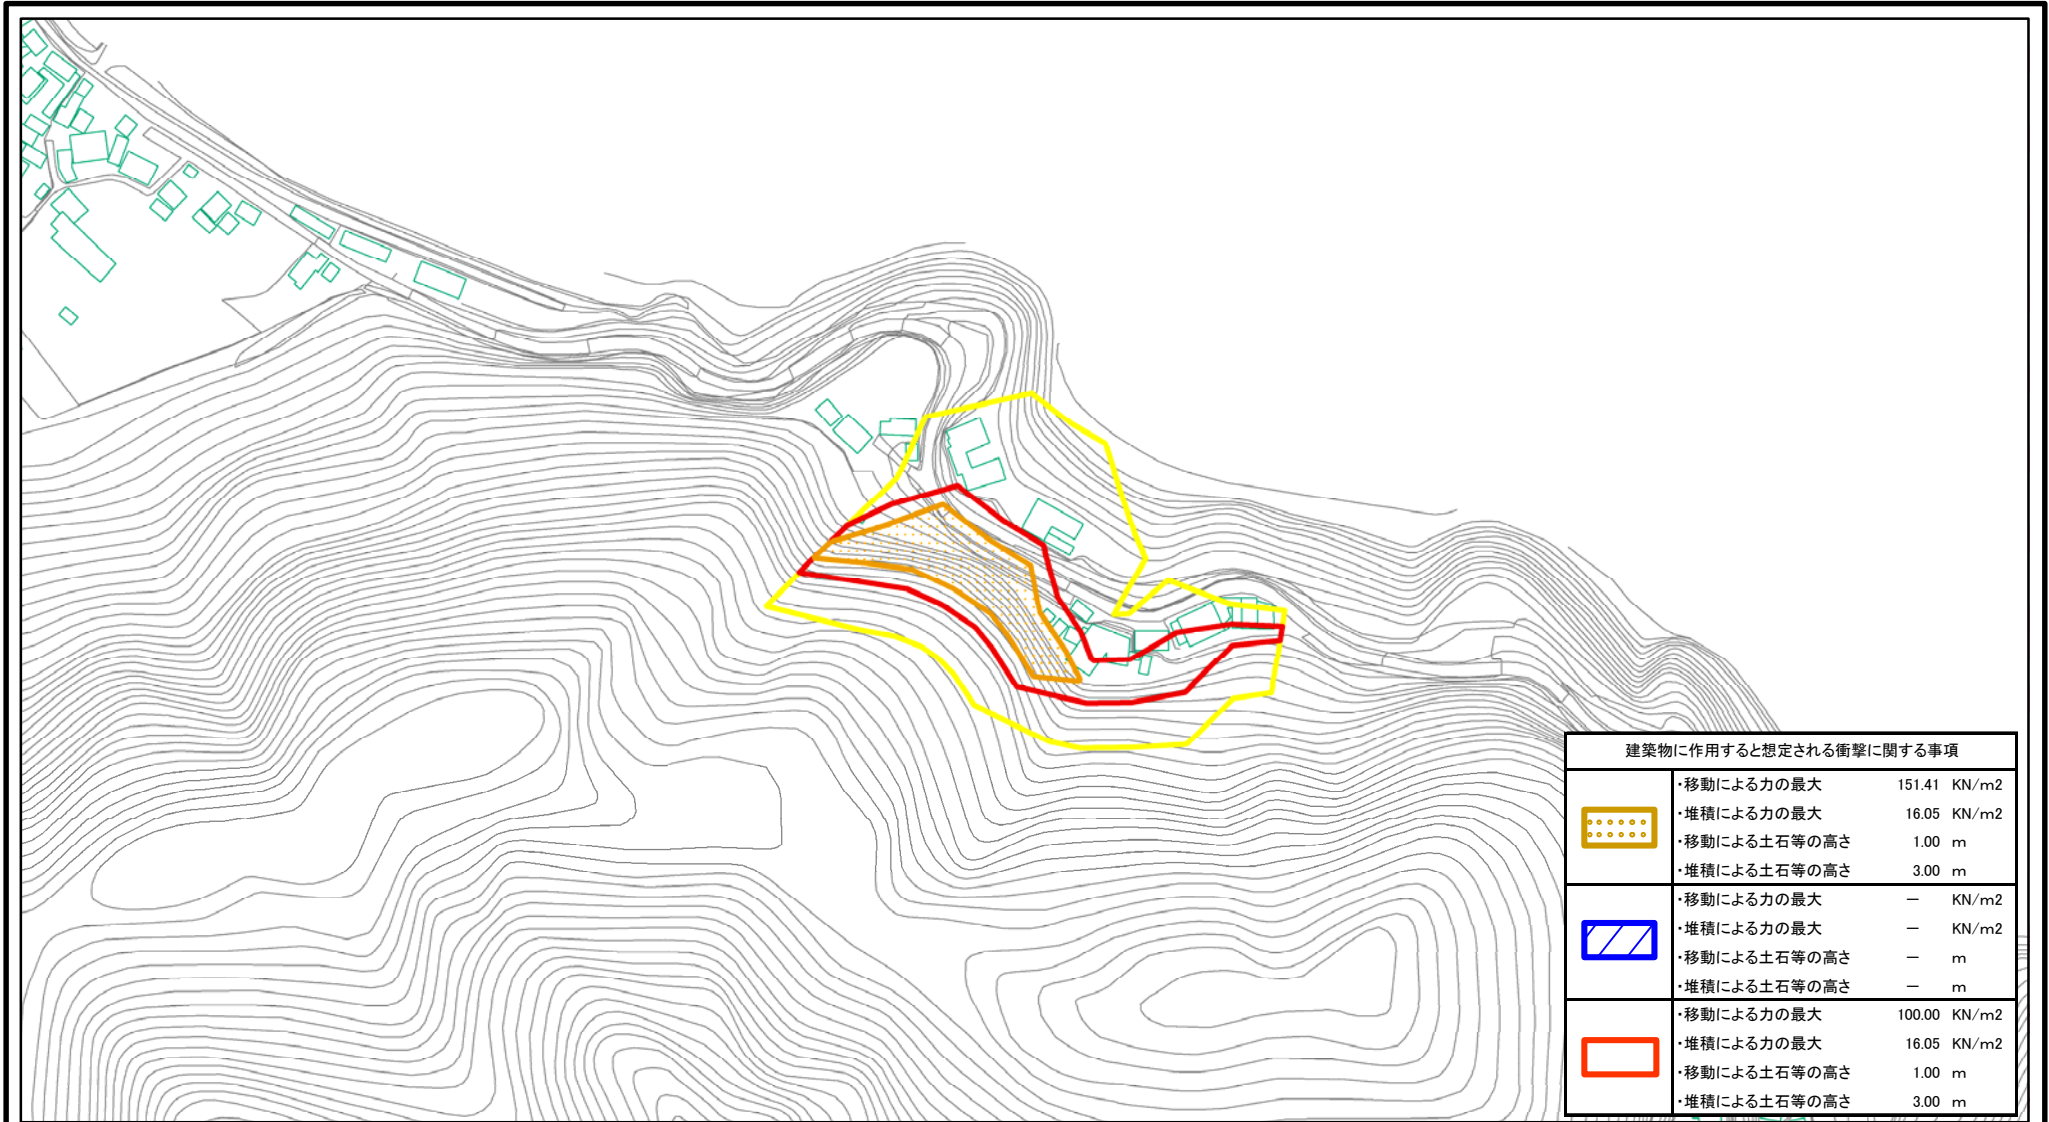 建築物に作用すると想定される衝撃に関する事項
・移動による力の最大 151.41 KN/m2
・堆積による力の最大 16.05 KN/m2
・移動による土石等の高さ 1.00 m
・堆積による土石等の高さ 3.00 m
・移動による力の最大 － KN/m2
・堆積による力の最大 － KN/m2
・移動による土石等の高さ － m
・堆積による土石等の高さ － m
・移動による力の最大 100.00 KN/m2
・堆積による力の最大 16.05 KN/m2
・移動による土石等の高さ 1.00 m
・堆積による土石等の高さ 3.00 m